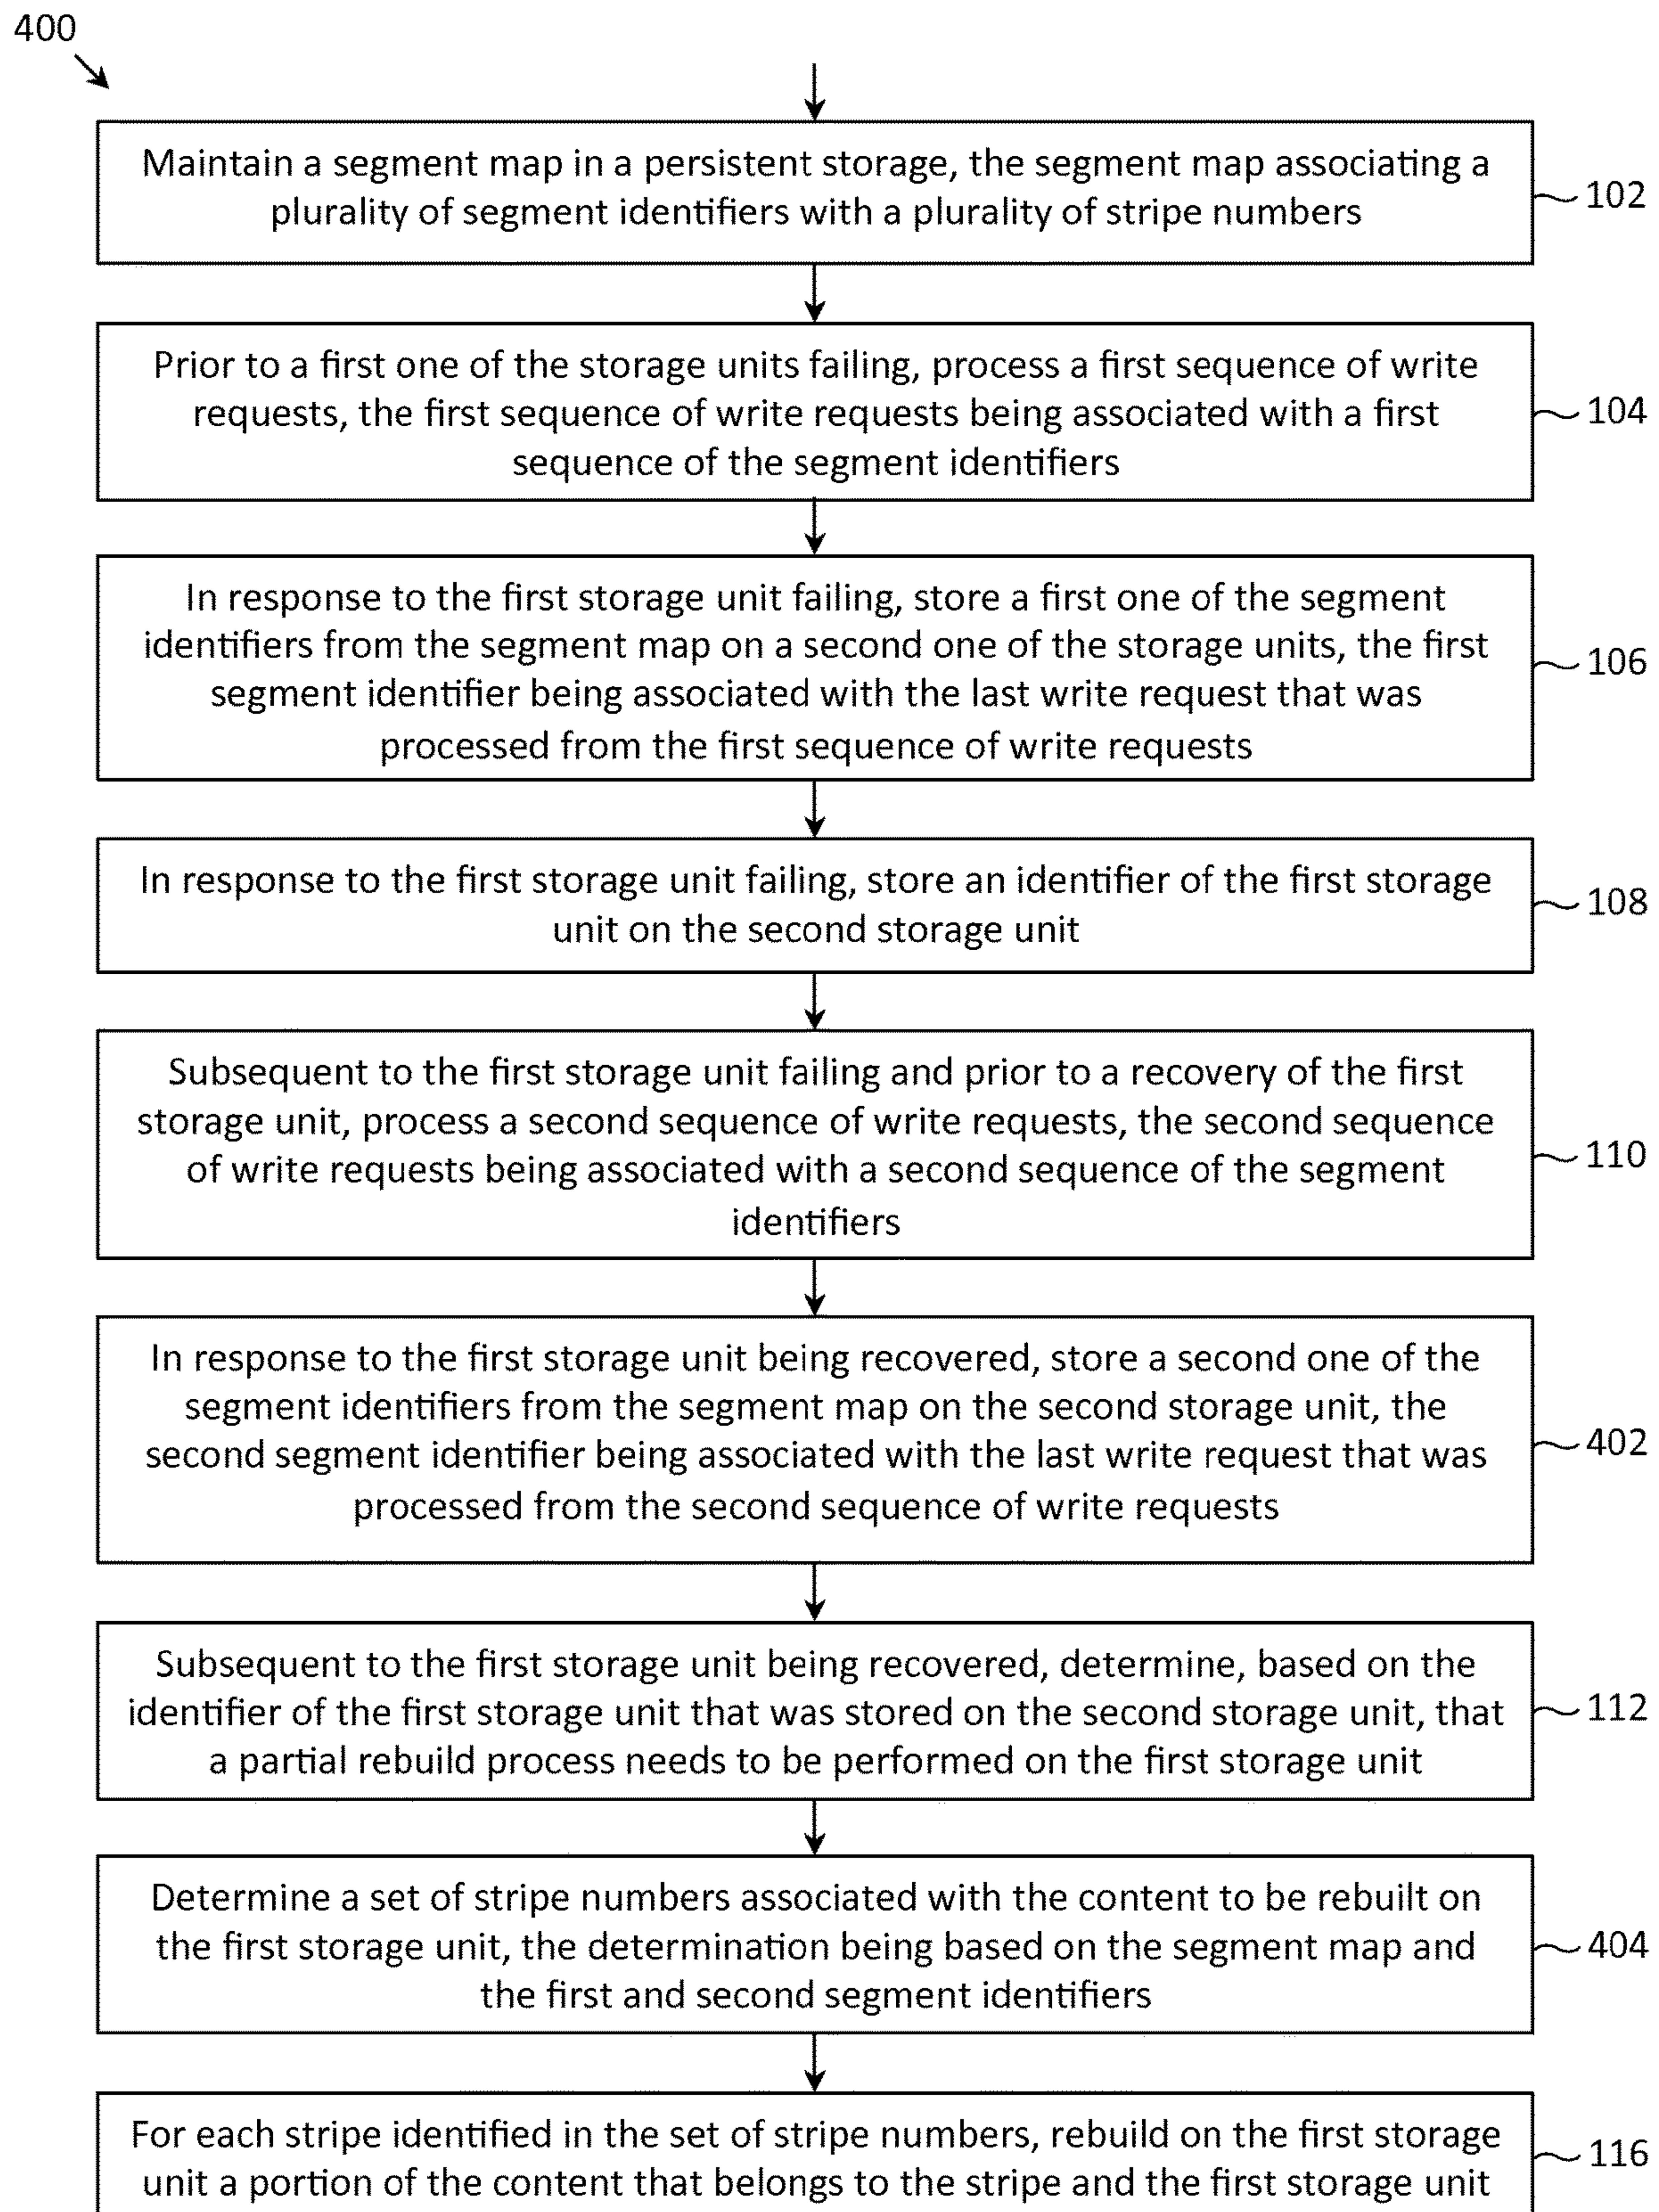 400
Maintain a segment map in a persistent storage, the segment map associating a
plurality of segment identifiers with a plurality of stripe numbers
102
Prior to a first one of the storage units failing, process a first sequence of write
requests, the first sequence of write requests being associated with a first
sequence of the segment identifiers
104
In response to the first storage unit failing, store a first one of the segment
identifiers from the segment map on a second one of the storage units, the first
segment identifier being associated with the last write request that was
processed from the first sequence of write requests
106
In response to the first storage unit failing, store an identifier of the first storage
unit on the second storage unit
108
Subsequent to the first storage unit failing and prior to a recovery of the first
storage unit, process a second sequence of write requests, the second sequence
of write requests being associated with a second sequence of the segment
identifiers
110
In response to the first storage unit being recovered, store a second one of the
segment identifiers from the segment map on the second storage unit, the
second segment identifier being associated with the last write request that was
processed from the second sequence of write requests
402
Subsequent to the first storage unit being recovered, determine, based on the
identifier of the first storage unit that was stored on the second storage unit, that
a partial rebuild process needs to be performed on the first storage unit
112
Determine a set of stripe numbers associated with the content to be rebuilt on
the first storage unit, the determination being based on the segment map and
the first and second segment identifiers
404
For each stripe identified in the set of stripe numbers, rebuild on the first storage
unit a portion of the content that belongs to the stripe and the first storage unit
116